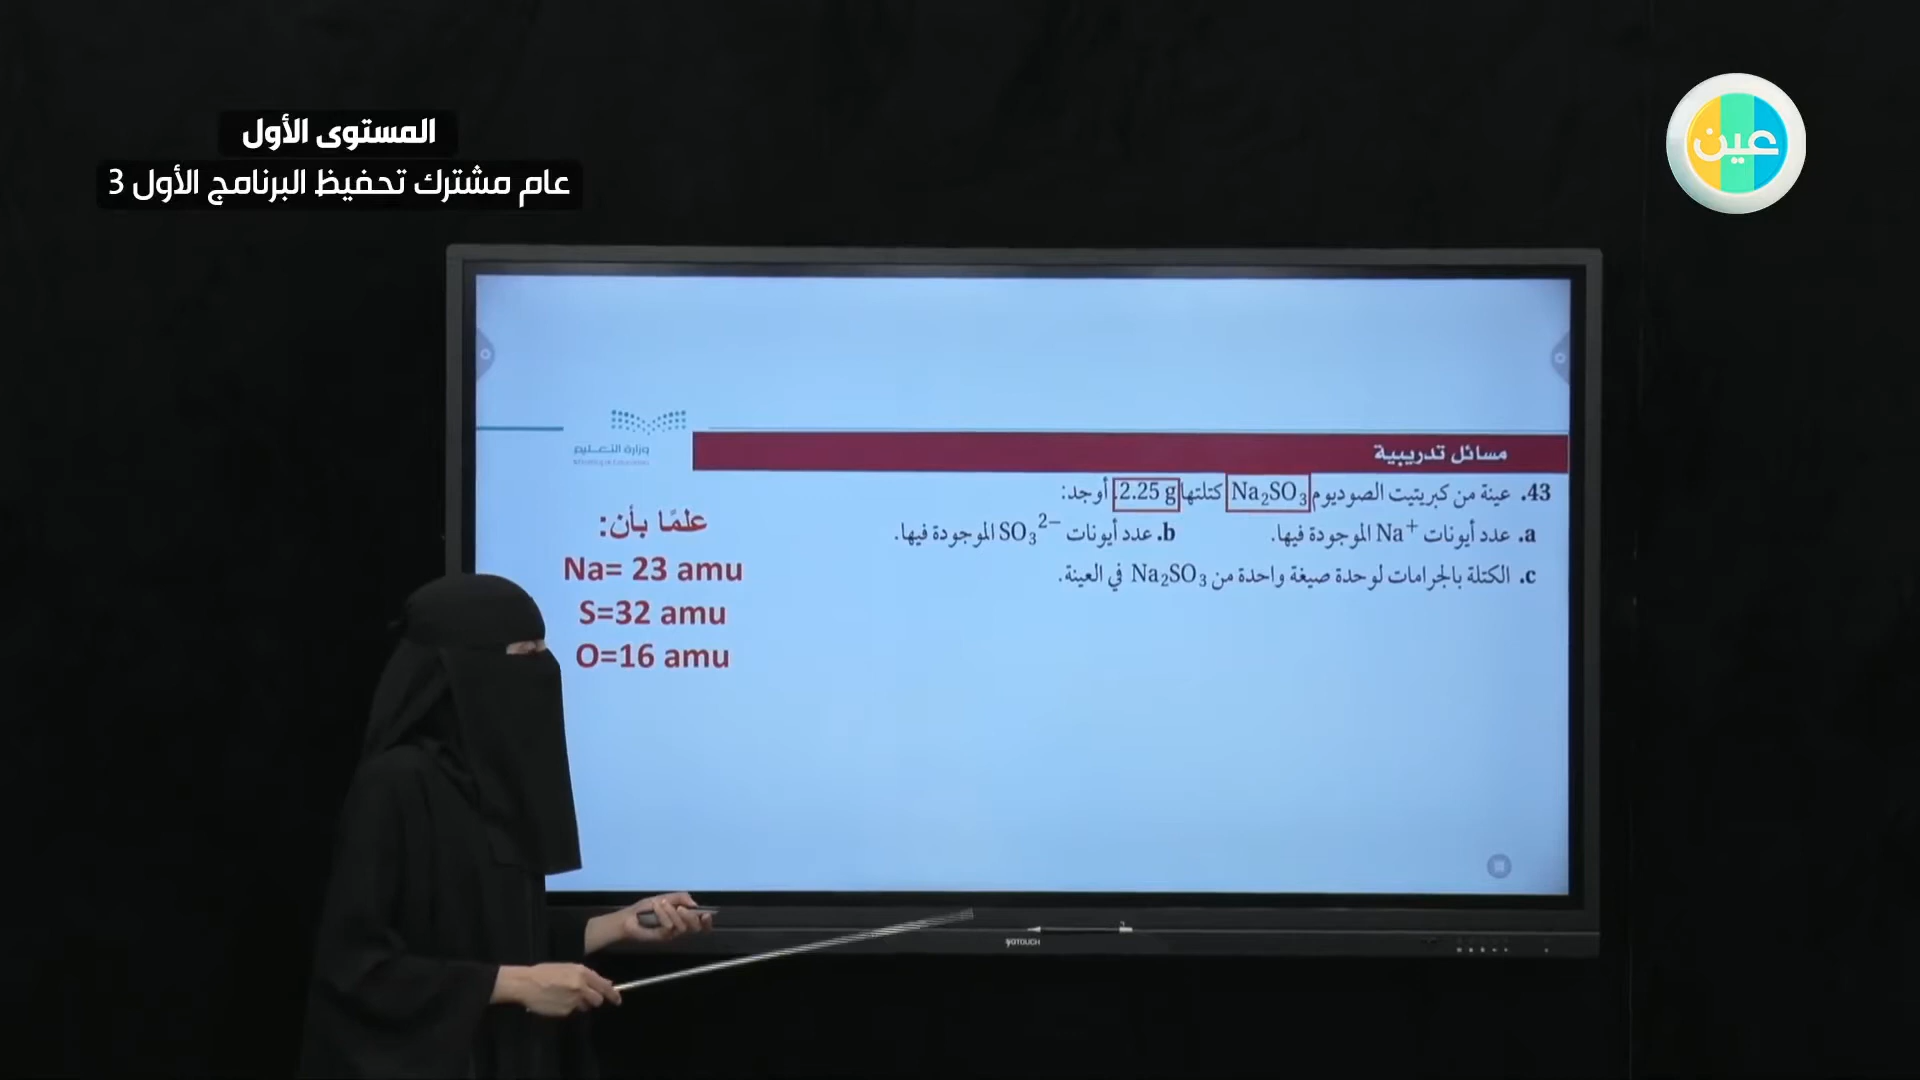 المستوى الأول
عام مشترك تحفيظ البرنامج الأول 3
عين
وزارة التعليم
مسائل تدريبية
43. عينة من كبريتيت الصوديوم Na₂SO₃ كتلتها 2.25 g. أوجد:
a. عدد أيونات Na⁺ الموجودة فيها. b. عدد أيونات SO₃²⁻ الموجودة فيها.
c. الكتلة بالجرامات لوحدة صيغة واحدة من Na₂SO₃ في العينة.
علمًا بأن:
Na= 23 amu
S=32 amu
O=16 amu
YOTOUCH